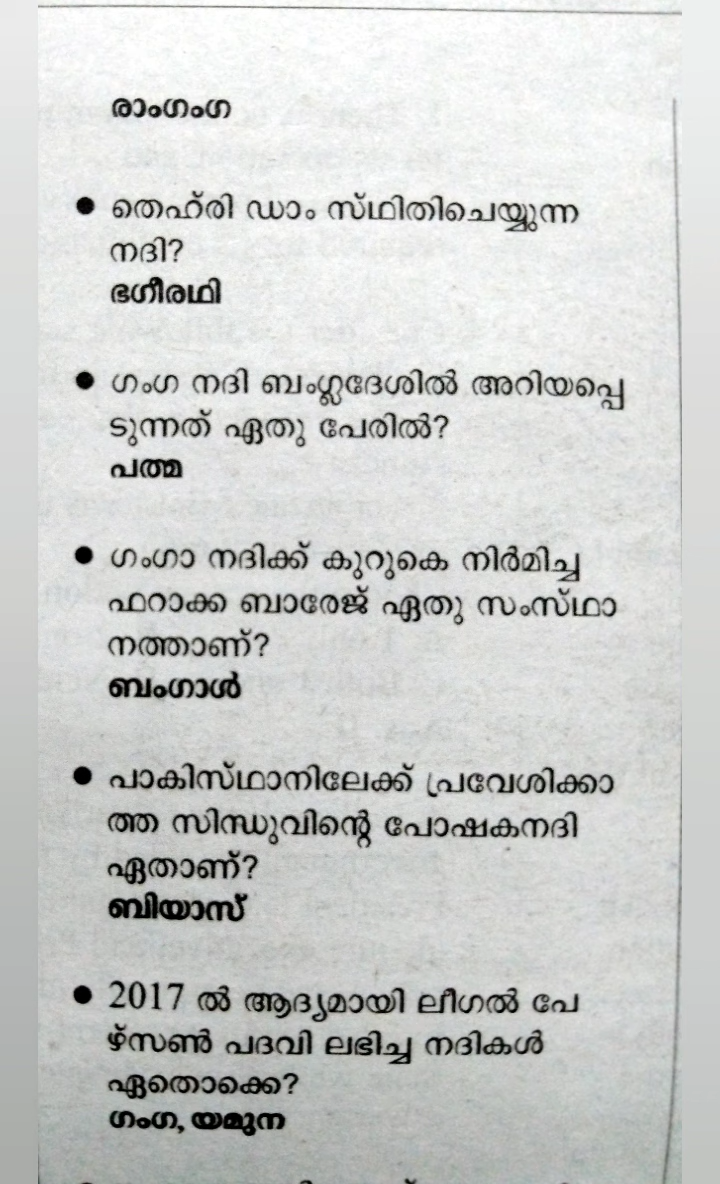 രാംഗംഗ
● തെഹ്‌രി ഡാം സ്ഥിതിചെയ്യുന്ന
നദി?
ഭഗീരഥി
● ഗംഗ നദി ബംഗ്ലദേശിൽ അറിയപ്പെ
ടുന്നത് ഏതു പേരിൽ?
പത്മ
● ഗംഗാ നദിക്ക് കുറുകെ നിർമിച്ച
ഫറാക്ക ബാരേജ് ഏതു സംസ്ഥാ
നത്താണ്?
ബംഗാൾ
● പാകിസ്ഥാനിലേക്ക് പ്രവേശിക്കാ
ത്ത സിന്ധുവിന്റെ പോഷകനദി
ഏതാണ്?
ബിയാസ്
● 2017 ൽ ആദ്യമായി ലീഗൽ പേ
ഴ്സൺ പദവി ലഭിച്ച നദികൾ
ഏതൊക്കെ?
ഗംഗ, യമുന